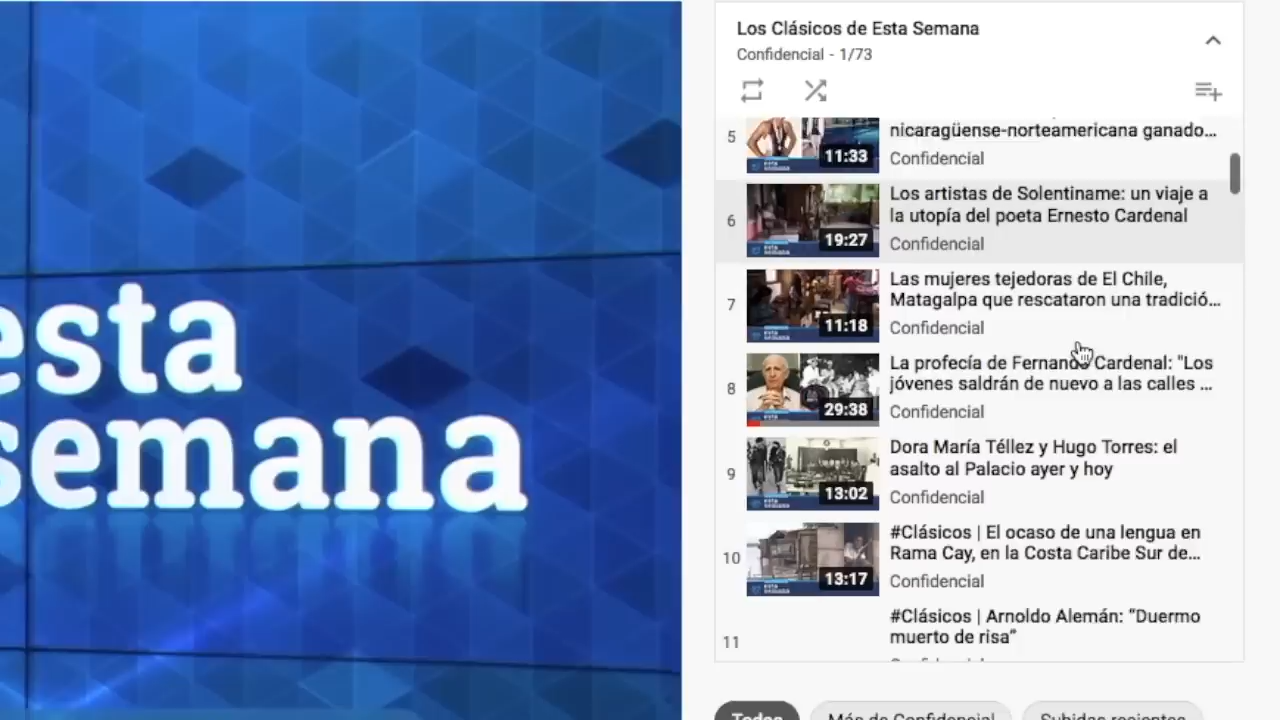 esta
semana
Los Clásicos de Esta Semana
Confidencial - 1/73
5
11:33
nicaragüense-norteamericana ganado...
Confidencial
6
19:27
Los artistas de Solentiname: un viaje a
la utopía del poeta Ernesto Cardenal
Confidencial
7
11:18
Las mujeres tejedoras de El Chile,
Matagalpa que rescataron una tradició...
Confidencial
8
29:38
La profecía de Fernando Cardenal: "Los
jóvenes saldrán de nuevo a las calles ...
Confidencial
9
13:02
Dora María Téllez y Hugo Torres: el
asalto al Palacio ayer y hoy
Confidencial
10
13:17
#Clásicos | El ocaso de una lengua en
Rama Cay, en la Costa Caribe Sur de...
Confidencial
11
#Clásicos | Arnoldo Alemán: “Duermo
muerto de risa”
Todos
Más de Confidencial
Subidas recientes